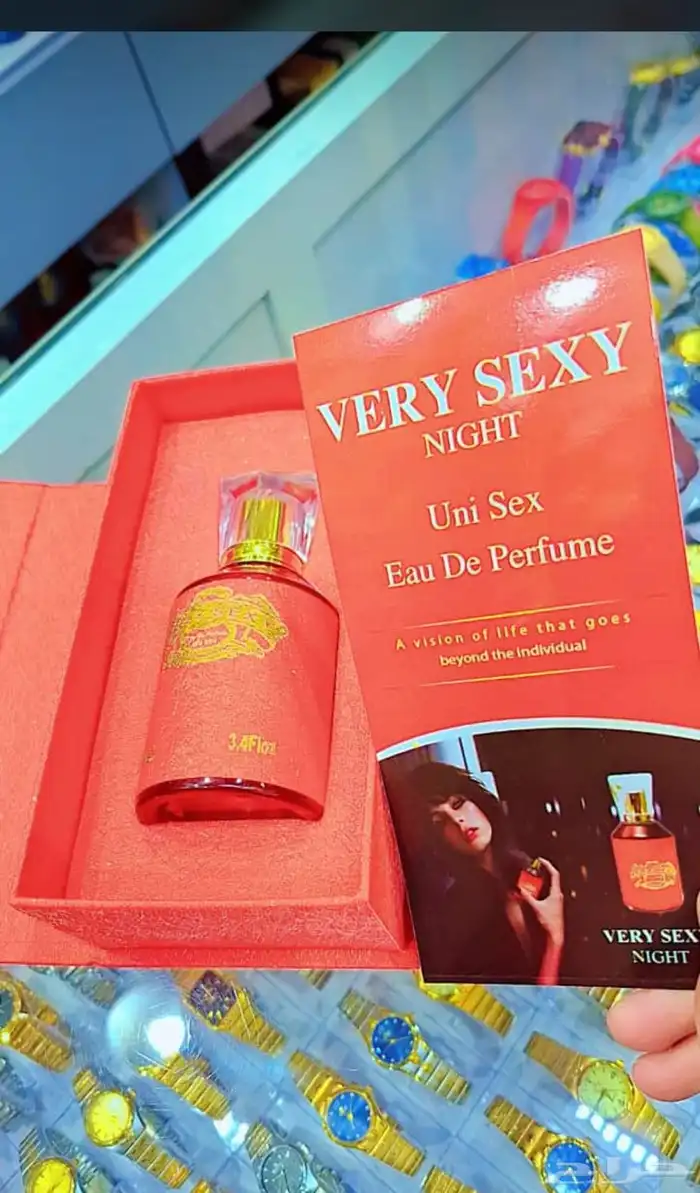 VERY SEXY
NIGHT
Uni Sex
Eau De Perfume
A vision of life that goes
beyond the individual
3.4Floz
VERY SEXY
NIGHT
حراج